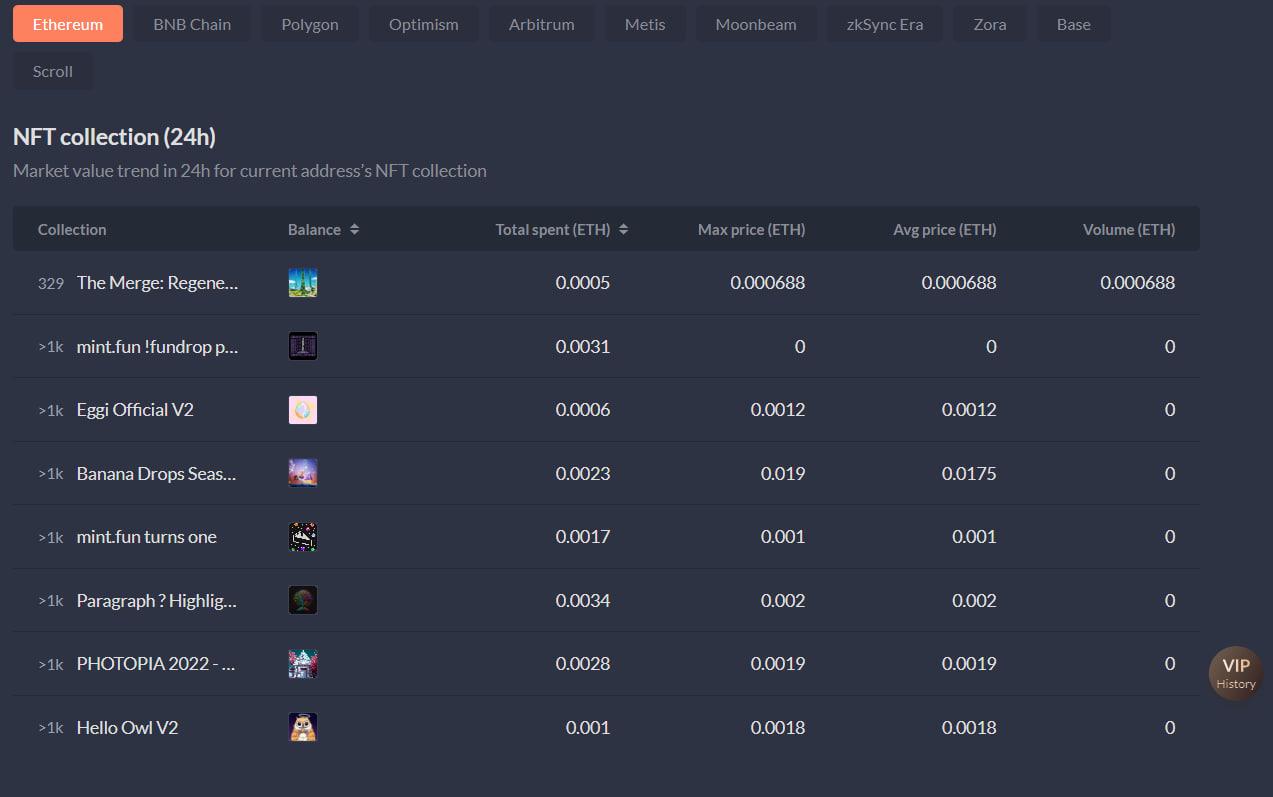 Ethereum BNB Chain Polygon Optimism Arbitrum Metis Moonbeam zkSync Era Zora Base
Scroll
NFT collection (24h)
Market value trend in 24h for current address's NFT collection
Collection Balance Total spent (ETH) Max price (ETH) Avg price (ETH) Volume (ETH)
329 The Merge: Regene... 0.0005 0.000688 0.000688 0.000688
>1k mint.fun !fundrop p... 0.0031 0 0 0
>1k Eggi Official V2 0.0006 0.0012 0.0012 0
>1k Banana Drops Seas... 0.0023 0.019 0.0175 0
>1k mint.fun turns one 0.0017 0.001 0.001 0
>1k Paragraph ? Highlig... 0.0034 0.002 0.002 0
>1k PHOTOPIA 2022 - ... 0.0028 0.0019 0.0019 0
VIP
History
>1k Hello Owl V2 0.001 0.0018 0.0018 0